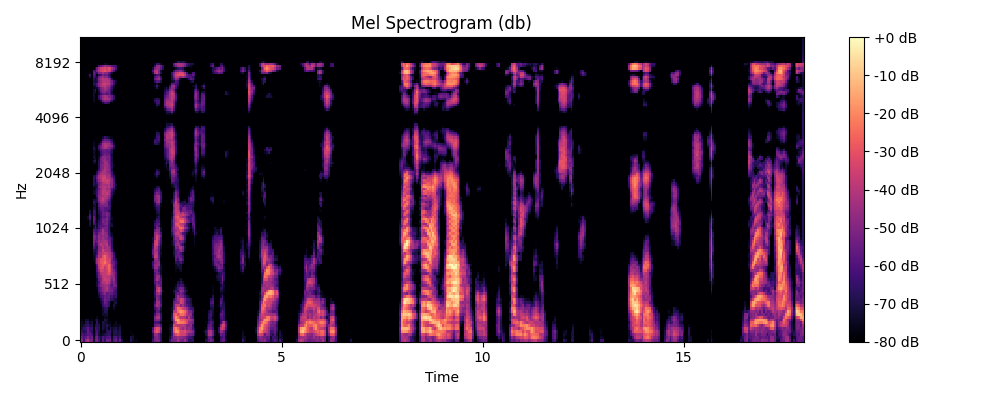 Mel Spectrogram (db)
Hz
8192
4096
2048
1024
512
0
0 5 10 15
Time
+0 dB
-10 dB
-20 dB
-30 dB
-40 dB
-50 dB
-60 dB
-70 dB
-80 dB